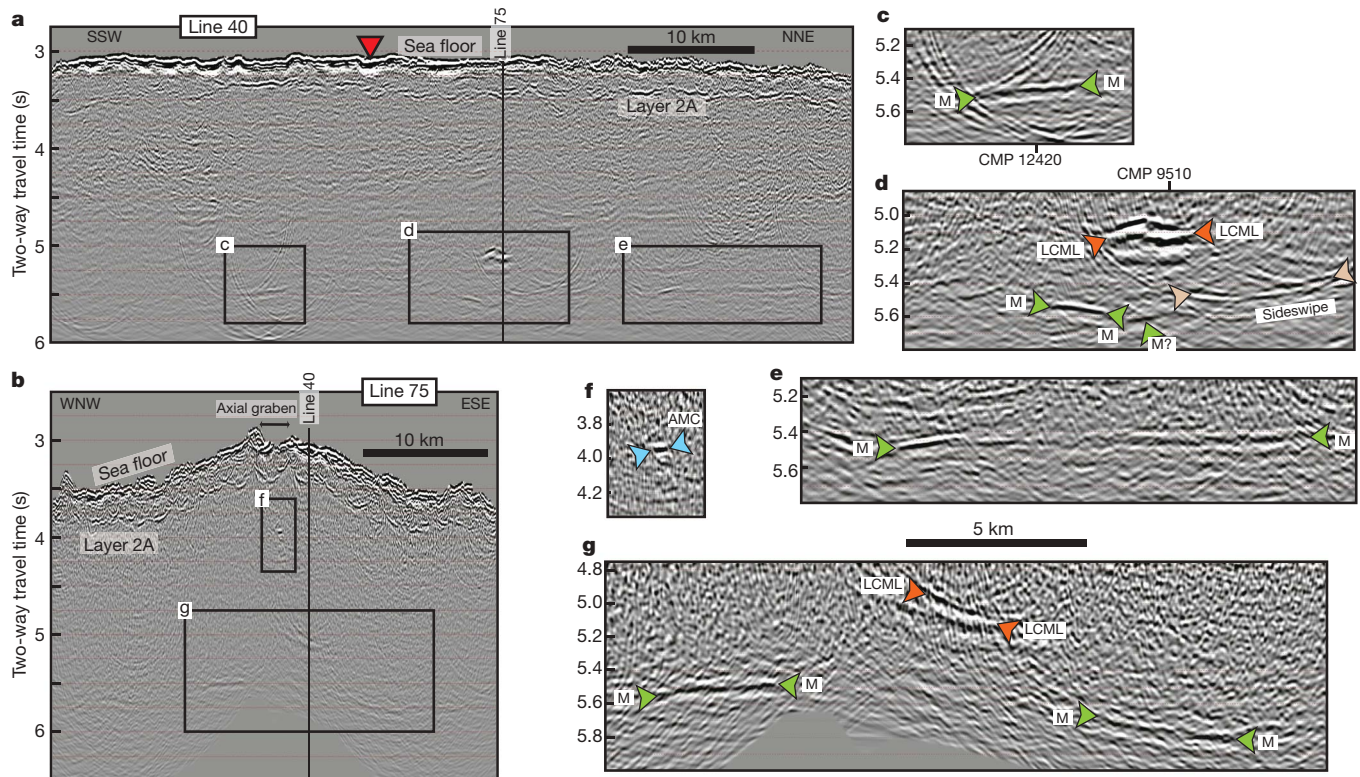 a
SSW
Line 40
Sea floor
Line 75
10 km
NNE
Layer 2A
3
4
5
6
Two-way travel time (s)
c
d
e
b
WNW
Axial graben
Line 40
Line 75
ESE
10 km
Sea floor
Layer 2A
3
4
5
6
Two-way travel time (s)
f
g
c
5.2
5.4
5.6
M
M
CMP 12420
CMP 9510
d
5.0
5.2
5.4
5.6
LCML
LCML
M
M
M?
Sideswipe
e
5.2
5.4
5.6
M
M
f
3.8
4.0
4.2
AMC
5 km
g
4.8
5.0
5.2
5.4
5.6
5.8
LCML
LCML
M
M
M
M